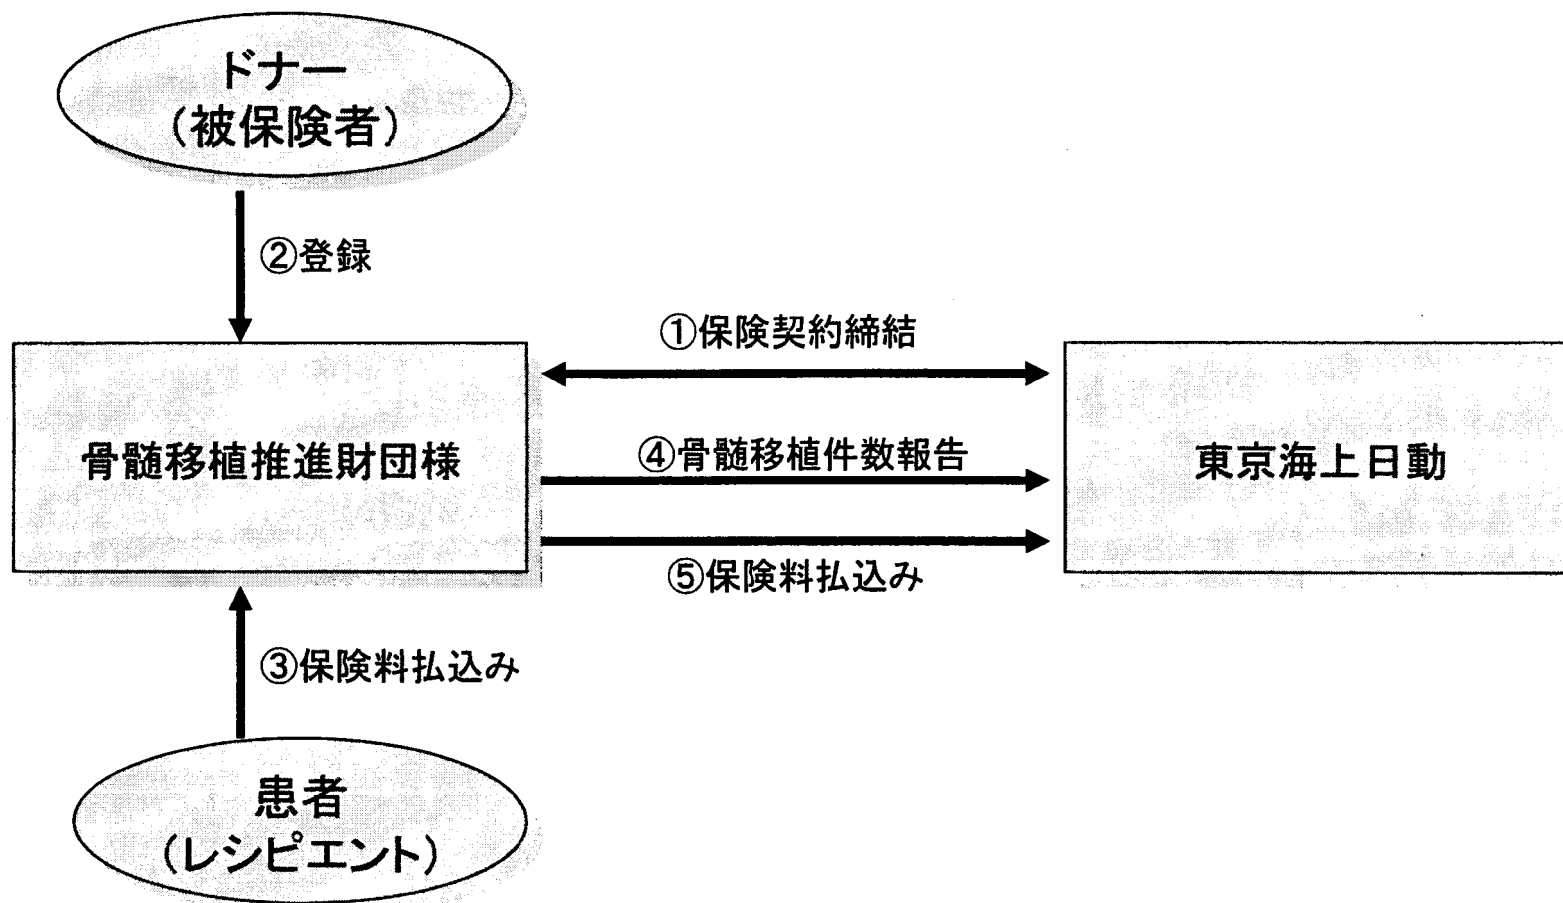 ドナー
（被保険者）
②登録
①保険契約締結
骨髄移植推進財団様
④骨髄移植件数報告
東京海上日動
⑤保険料払込み
③保険料払込み
患者
（レシピエント）